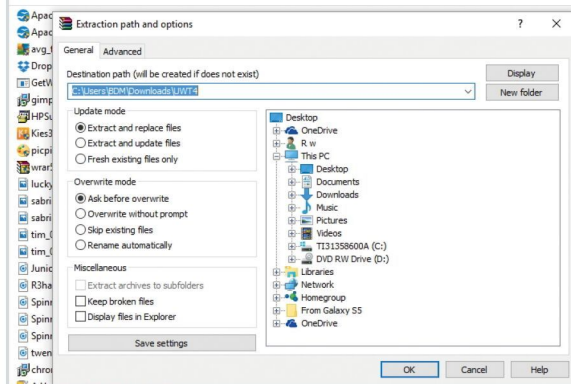 Apac
Apac
avg_f
Drop
GetW
gimp
HPSu
Kies3
picpi
wrar5
lucky
sabri
sabri
tim_0
tim_0
Junic
R3ha
Spinr
Spinr
Spinr
twen
chro
Extraction path and options
General Advanced
Destination path (will be created if does not exist)
C:\Users\BDM\Downloads\UWT4
Display
New folder
Update mode
Extract and replace files
Extract and update files
Fresh existing files only
Overwrite mode
Ask before overwrite
Overwrite without prompt
Skip existing files
Rename automatically
Miscellaneous
Extract archives to subfolders
Keep broken files
Display files in Explorer
Save settings
Desktop
OneDrive
R w
This PC
Desktop
Documents
Downloads
Music
Pictures
Videos
TI31358600A (C:)
DVD RW Drive (D:)
Libraries
Network
Homegroup
From Galaxy S5
OneDrive
OK Cancel Help